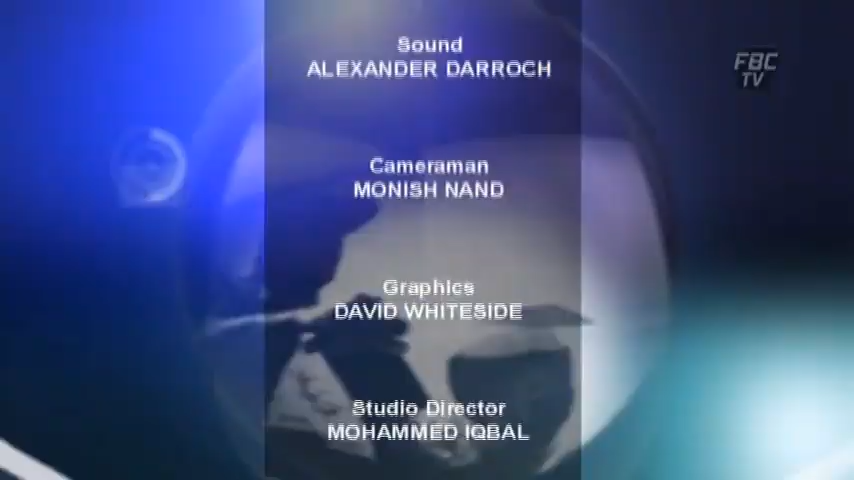 FBC
TV
Sound
ALEXANDER DARROCH
Cameraman
MONISH NAND
Graphics
DAVID WHITESIDE
Studio Director
MOHAMMED IQBAL